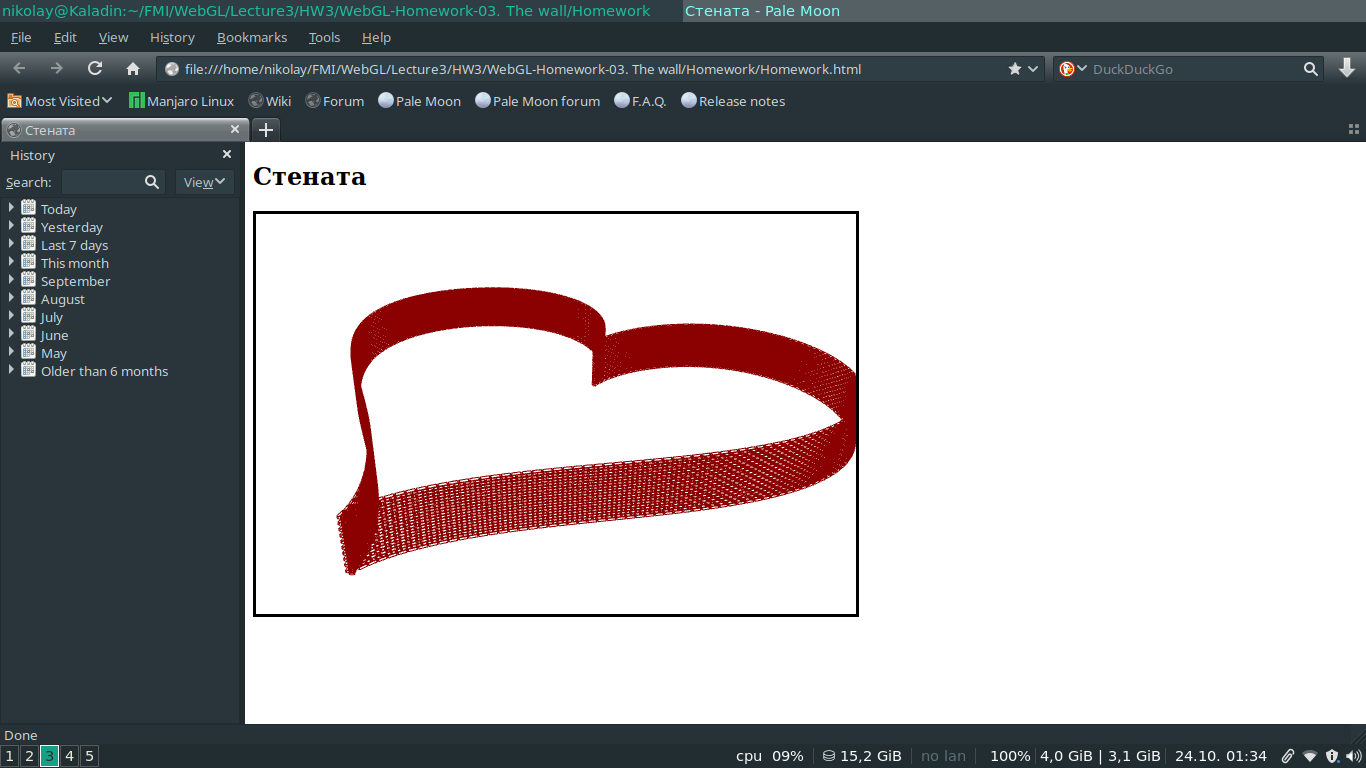 nikolay@Kaladin:~/FMI/WebGL/Lecture3/HW3/WebGL-Homework-03. The wall/Homework Стената - Pale Moon
File Edit View History Bookmarks Tools Help
file:///home/nikolay/FMI/WebGL/Lecture3/HW3/WebGL-Homework-03. The wall/Homework/Homework.html DuckDuckGo
Most Visited Manjaro Linux Wiki Forum Pale Moon Pale Moon forum F.A.Q. Release notes
Стената
History
Search: View
Today
Yesterday
Last 7 days
This month
September
August
July
June
May
Older than 6 months
Стената
Done
1 2 3 4 5 cpu 09% 15,2 GiB no lan 100% 4,0 GiB | 3,1 GiB 24.10. 01:34